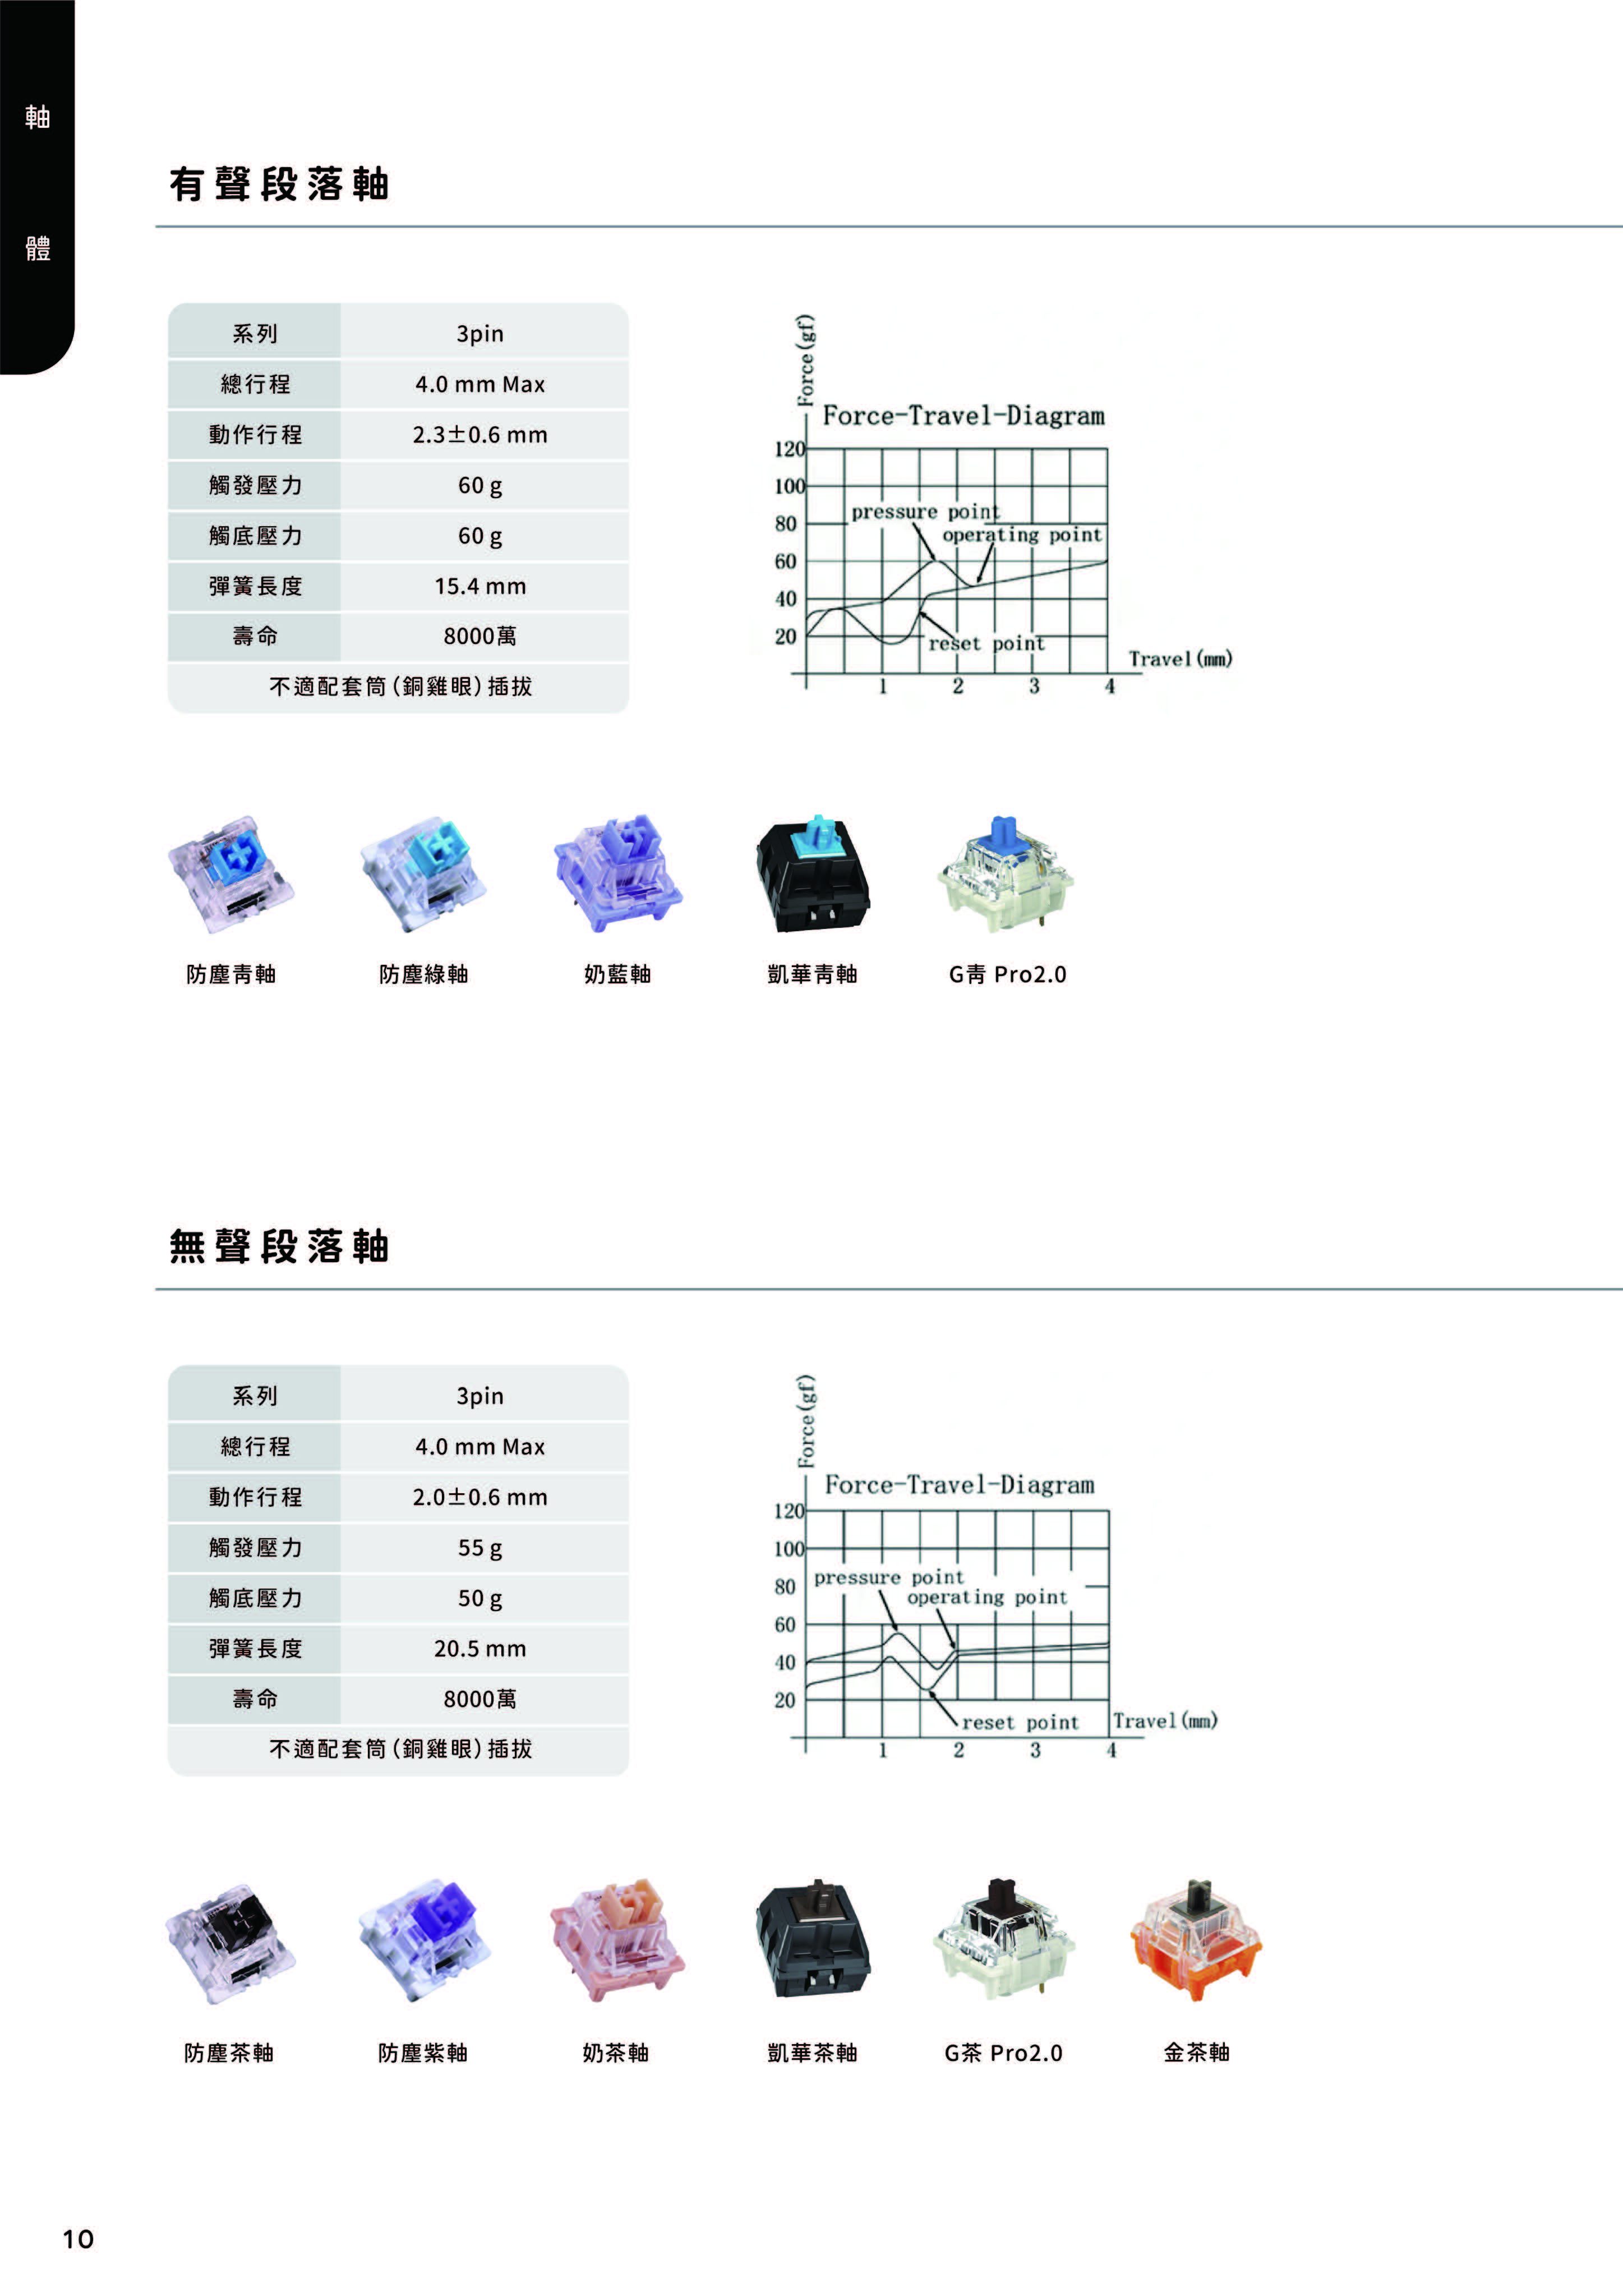 軸
體
有聲段落軸
系列 3pin
總行程 4.0 mm Max
動作行程 2.3±0.6 mm
觸發壓力 60 g
觸底壓力 60 g
彈簧長度 15.4 mm
壽命 8000萬
不適配套筒(銅雞眼)插拔
Force(gf)
Force-Travel-Diagram
120
100
pressure point
80
operating point
60
40
20
reset point
Travel(mm)
1 2 3 4
防塵青軸 防塵綠軸 奶藍軸 凱華青軸 G青 Pro2.0
無聲段落軸
系列 3pin
總行程 4.0 mm Max
動作行程 2.0±0.6 mm
觸發壓力 55 g
觸底壓力 50 g
彈簧長度 20.5 mm
壽命 8000萬
不適配套筒(銅雞眼)插拔
Force(gf)
Force-Travel-Diagram
120
100
pressure point
80
operating point
60
40
20
reset point
Travel(mm)
1 2 3 4
防塵茶軸 防塵紫軸 奶茶軸 凱華茶軸 G茶 Pro2.0 金茶軸
10